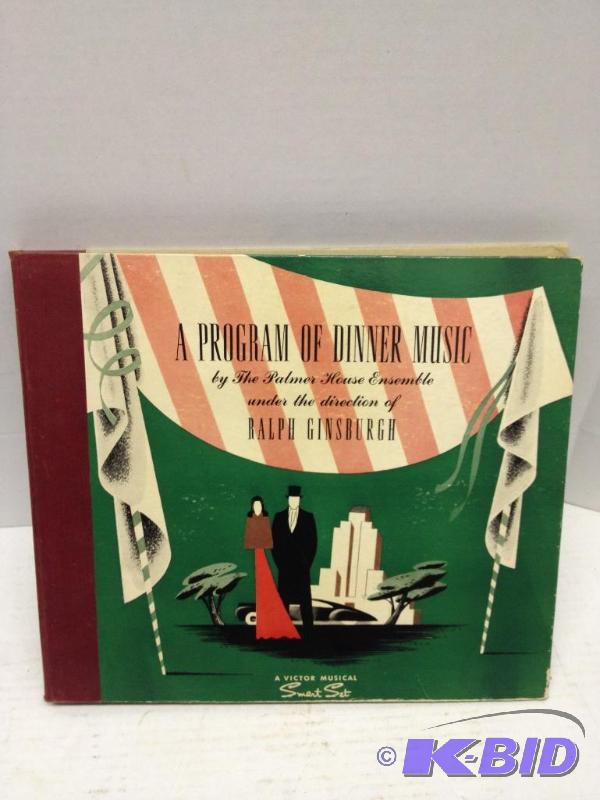 A PROGRAM OF DINNER MUSIC
by The Palmer House Ensemble
under the direction of
RALPH GINSBURGH
A VICTOR MUSICAL
Smart Set
© K-BID